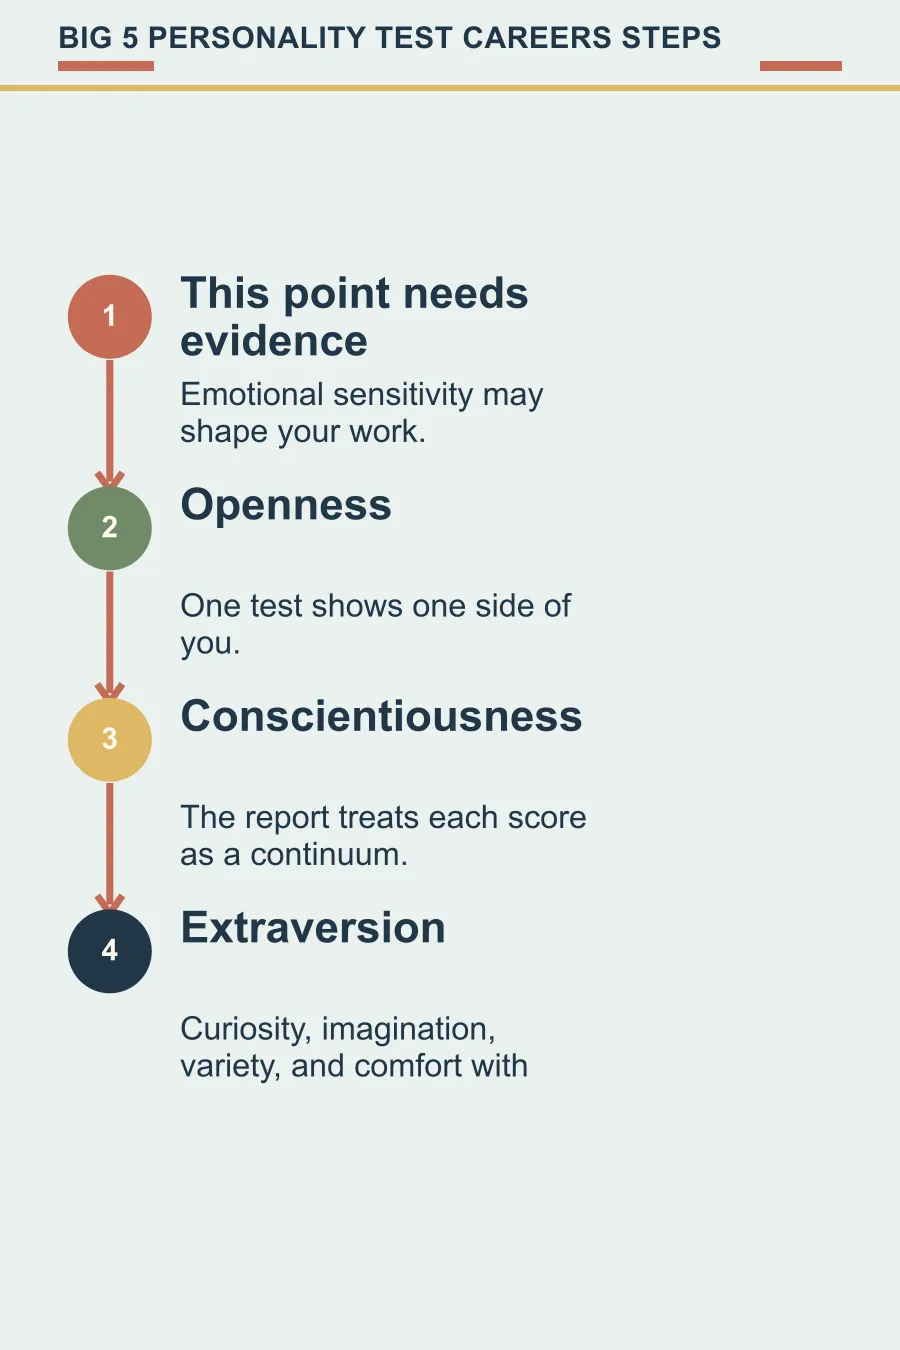 BIG 5 PERSONALITY TEST CAREERS STEPS
1
This point needs
evidence
Emotional sensitivity may
shape your work.
2
Openness
One test shows one side of
you.
3
Conscientiousness
The report treats each score
as a continuum.
4
Extraversion
Curiosity, imagination,
variety, and comfort with